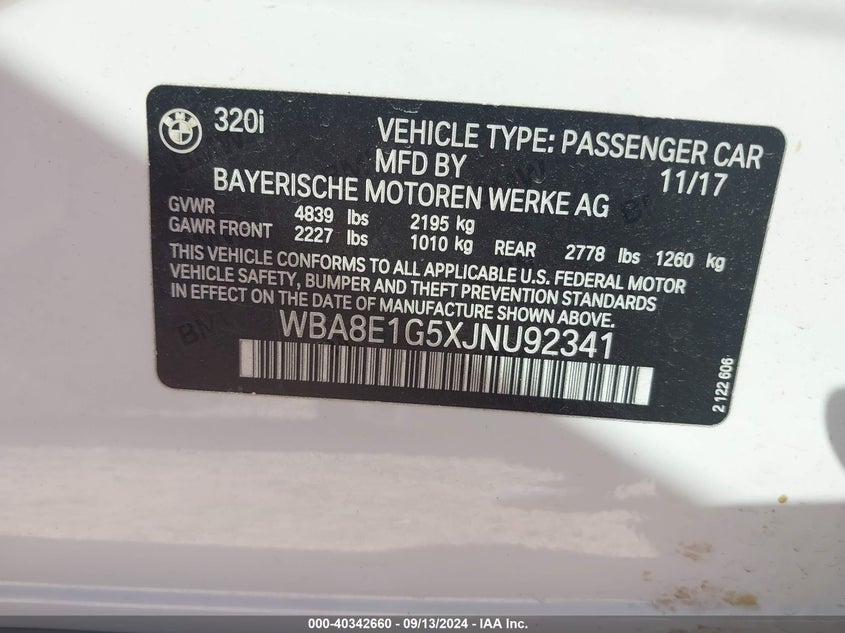 BMW
320i
VEHICLE TYPE: PASSENGER CAR
MFD BY 11/17
BAYERISCHE MOTOREN WERKE AG
GVWR 4839 lbs 2195 kg
GAWR FRONT 2227 lbs 1010 kg REAR 2778 lbs 1260 kg
THIS VEHICLE CONFORMS TO ALL APPLICABLE U.S. FEDERAL MOTOR
VEHICLE SAFETY, BUMPER AND THEFT PREVENTION STANDARDS
IN EFFECT ON THE DATE OF MANUFACTURE SHOWN ABOVE.
WBA8E1G5XJNU92341
2 122 606
000-40342660 - 09/13/2024 - IAA Inc.